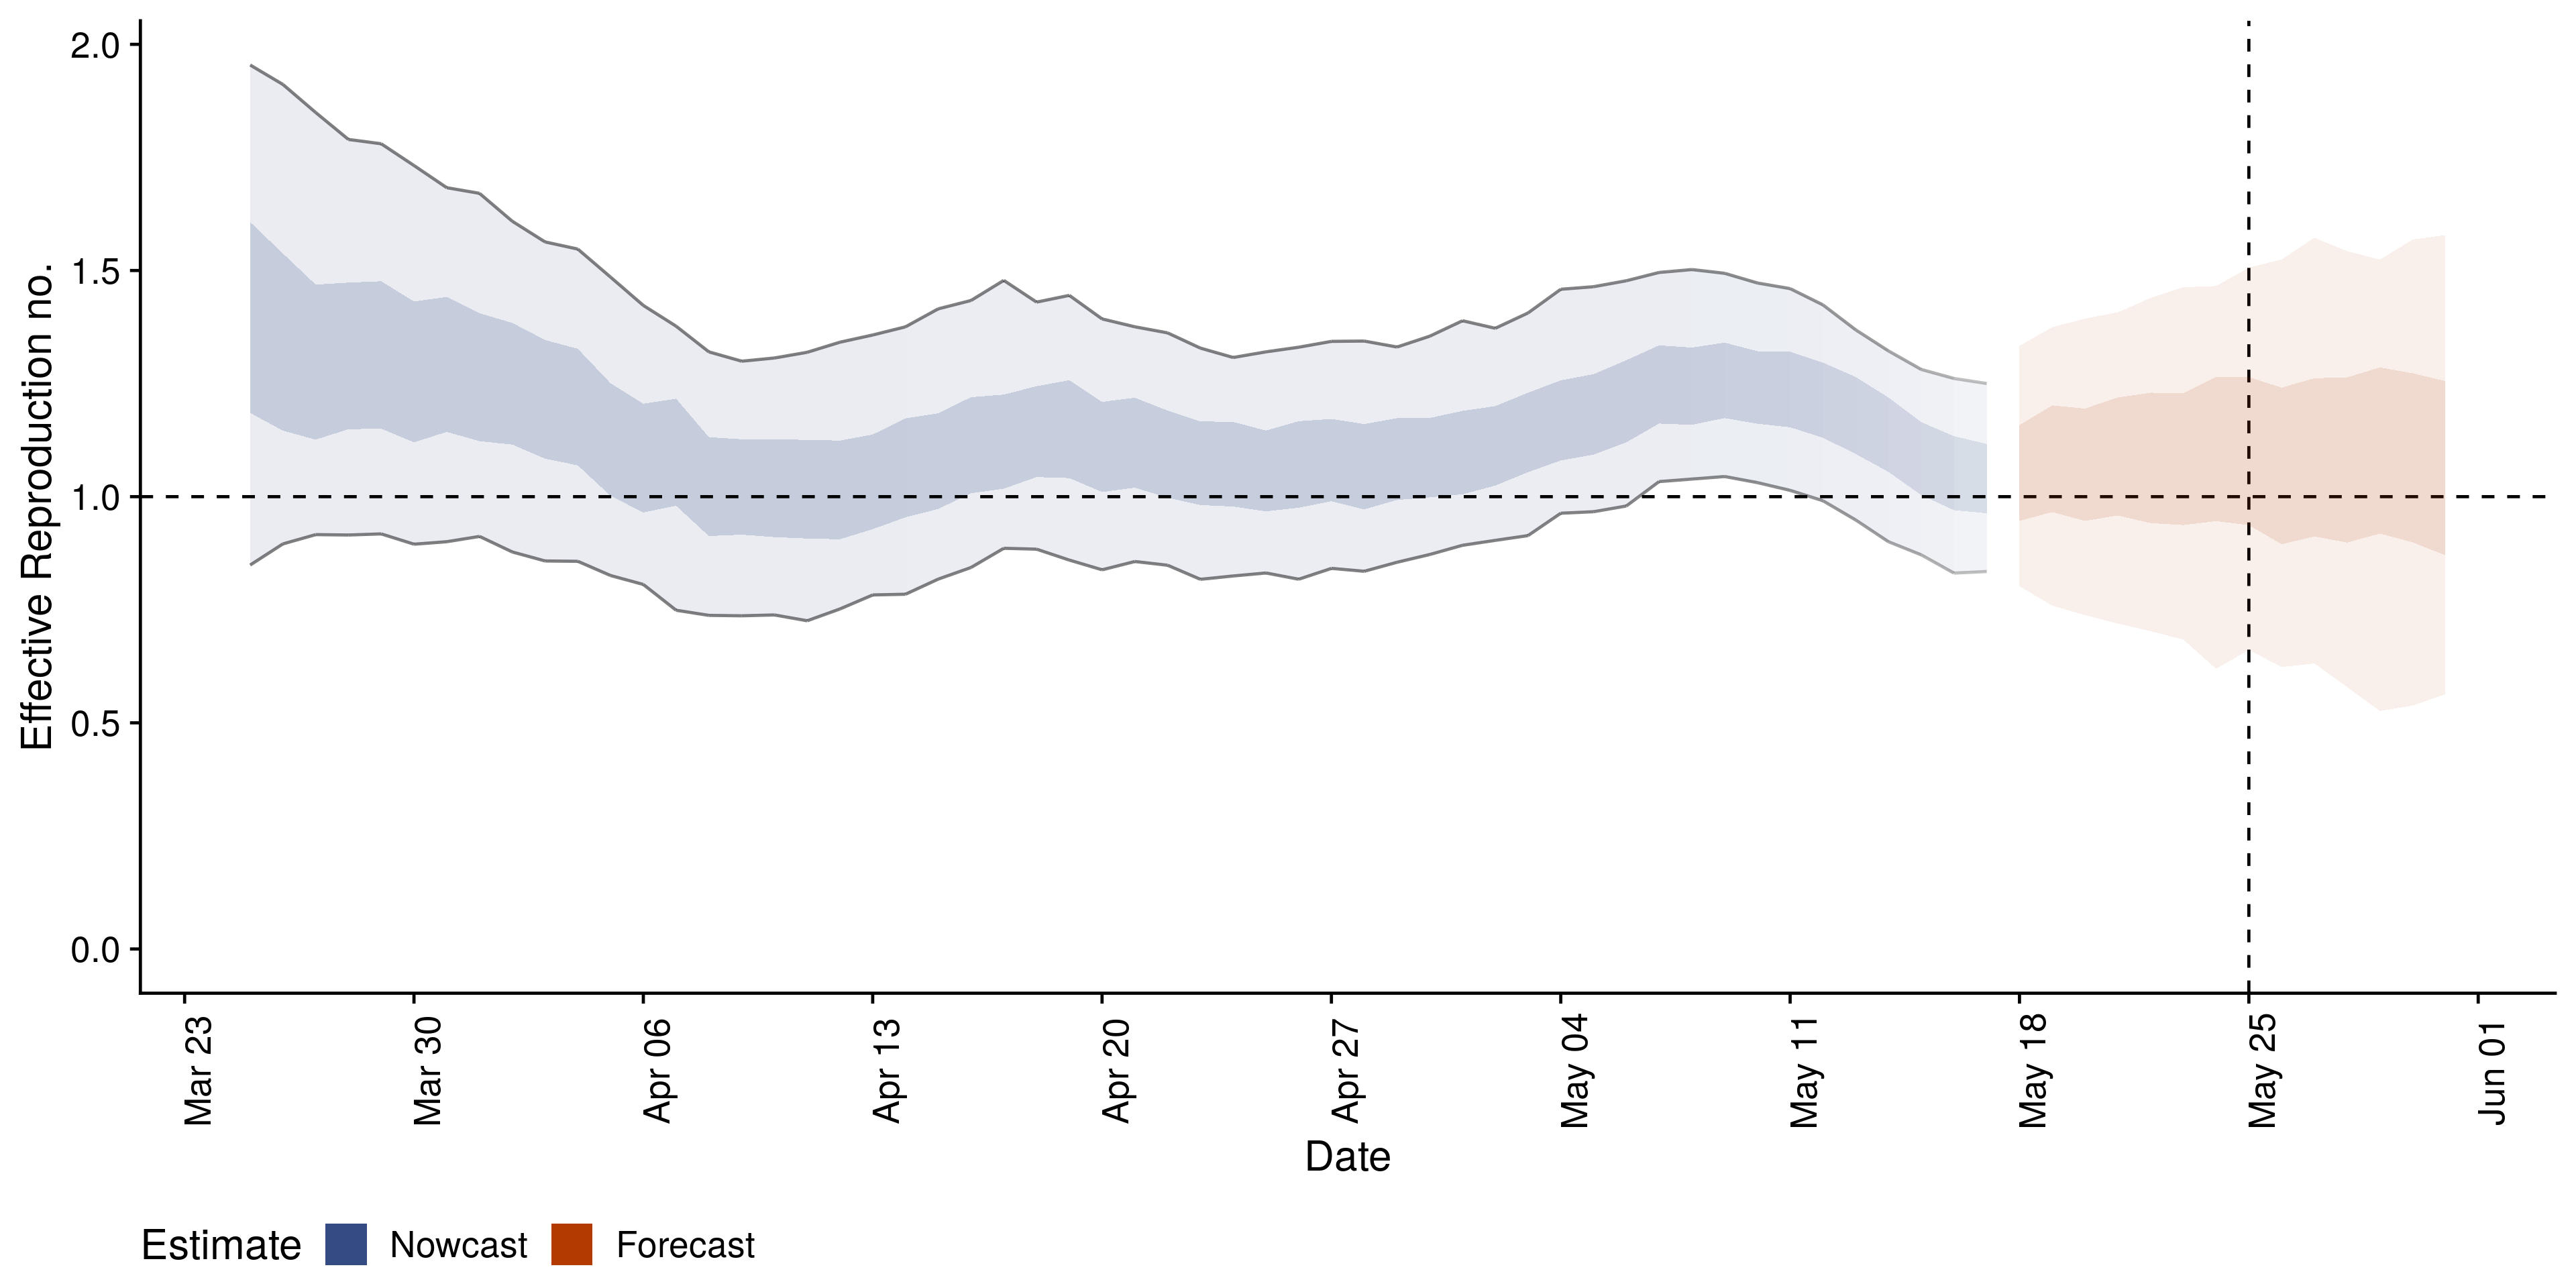 Effective Reproduction no.
2.0
1.5
1.0
0.5
0.0
Mar 23
Mar 30
Apr 06
Apr 13
Apr 20
Apr 27
May 04
May 11
May 18
May 25
Jun 01
Date
Estimate Nowcast Forecast